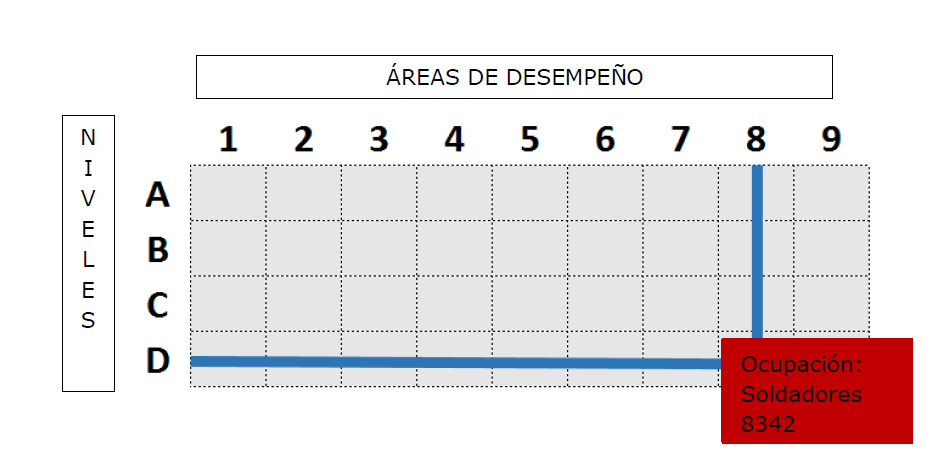 ÁREAS DE DESEMPEÑO
N
I
V
E
L
E
S
1 2 3 4 5 6 7 8 9
A
B
C
D
Ocupación:
Soldadores
8342